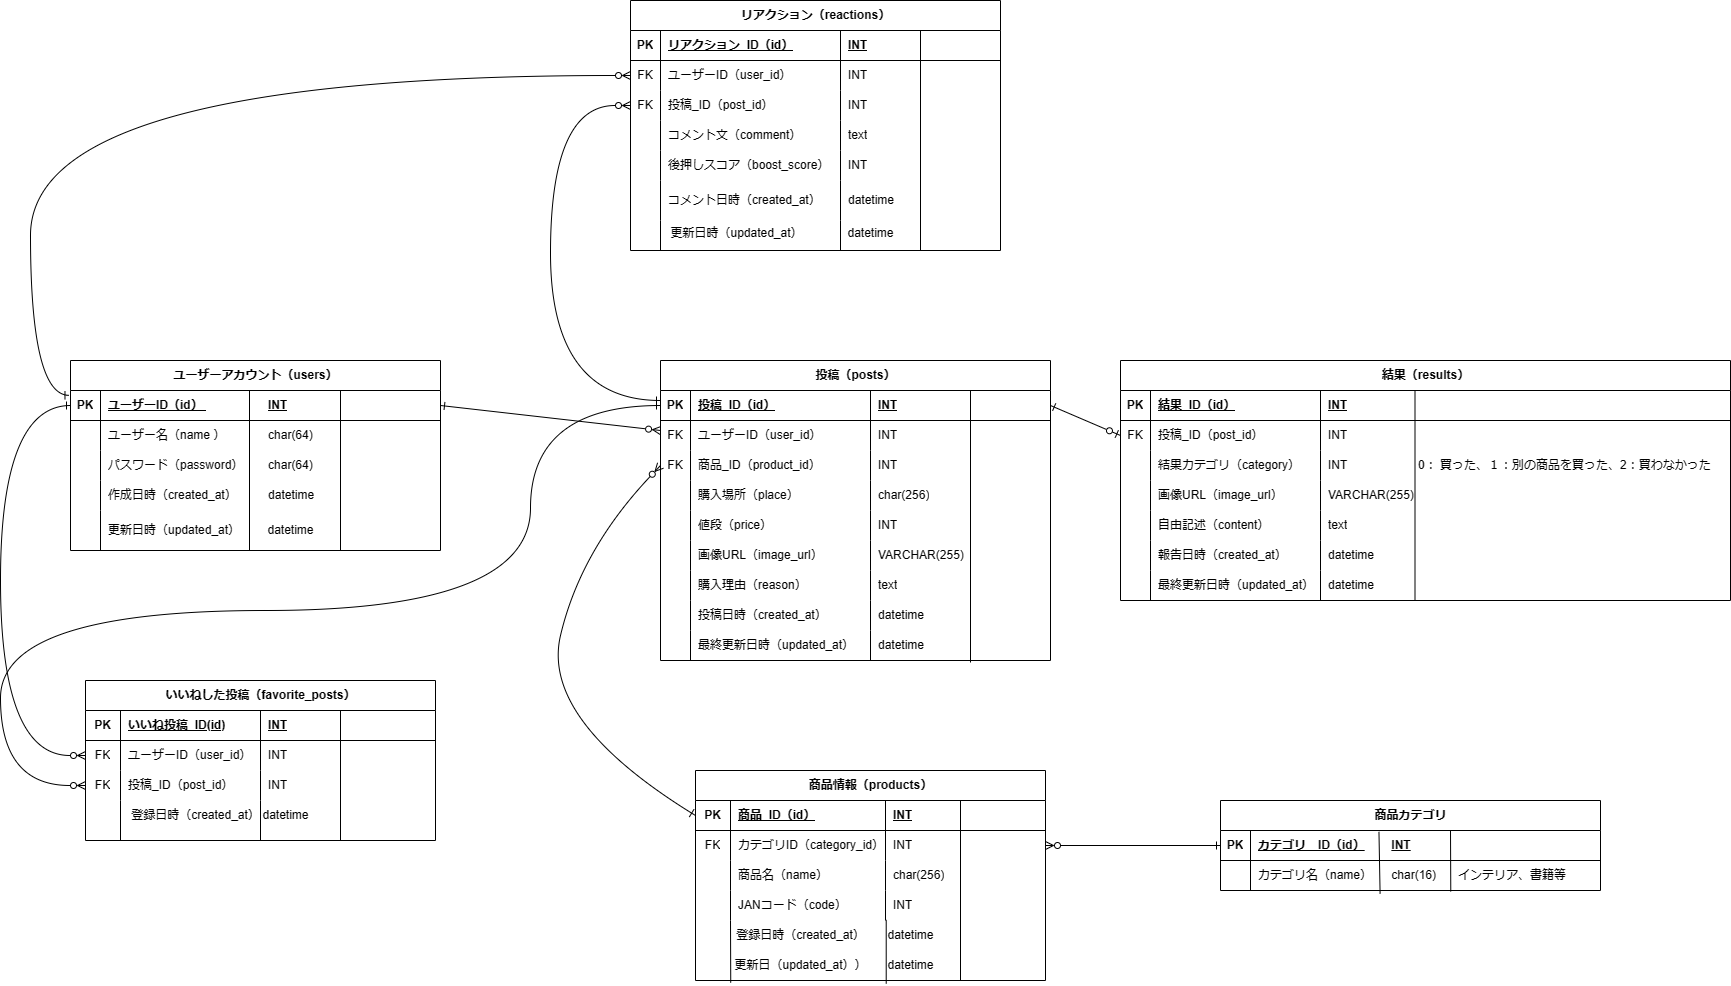 リアクション（reactions）
PK リアクション_ID（id） INT
FK ユーザーID（user_id） INT
FK 投稿_ID（post_id） INT
コメント文（comment） text
後押しスコア（boost_score） INT
コメント日時（created_at） datetime
更新日時（updated_at） datetime
ユーザーアカウント（users）
PK ユーザーID（id） INT
ユーザー名（name ） char(64)
パスワード（password） char(64)
作成日時（created_at） datetime
更新日時（updated_at） datetime
投稿（posts）
PK 投稿_ID（id） INT
FK ユーザーID（user_id） INT
FK 商品_ID（product_id） INT
購入場所（place） char(256)
値段（price） INT
画像URL（image_url） VARCHAR(255)
購入理由（reason） text
投稿日時（created_at） datetime
最終更新日時（updated_at） datetime
結果（results）
PK 結果_ID（id） INT
FK 投稿_ID（post_id） INT
結果カテゴリ（category） INT 0： 買った、１：別の商品を買った、2：買わなかった
画像URL（image_url） VARCHAR(255)
自由記述（content） text
報告日時（created_at） datetime
最終更新日時（updated_at） datetime
いいねした投稿（favorite_posts）
PK いいね投稿_ID(id) INT
FK ユーザーID（user_id） INT
FK 投稿_ID（post_id） INT
登録日時（created_at） datetime
商品情報（products）
PK 商品_ID（id） INT
FK カテゴリID（category_id） INT
商品名（name） char(256)
JANコード（code） INT
登録日時（created_at） datetime
更新日（updated_at）） datetime
商品カテゴリ
PK カテゴリ＿ID（id） INT
カテゴリ名（name） char(16) インテリア、書籍等